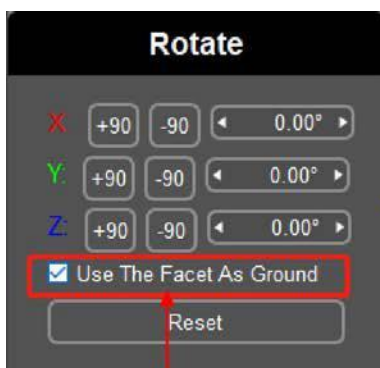 Rotate
X: +90 -90 0.00°
Y: +90 -90 0.00°
Z: +90 -90 0.00°
Use The Facet As Ground
Reset